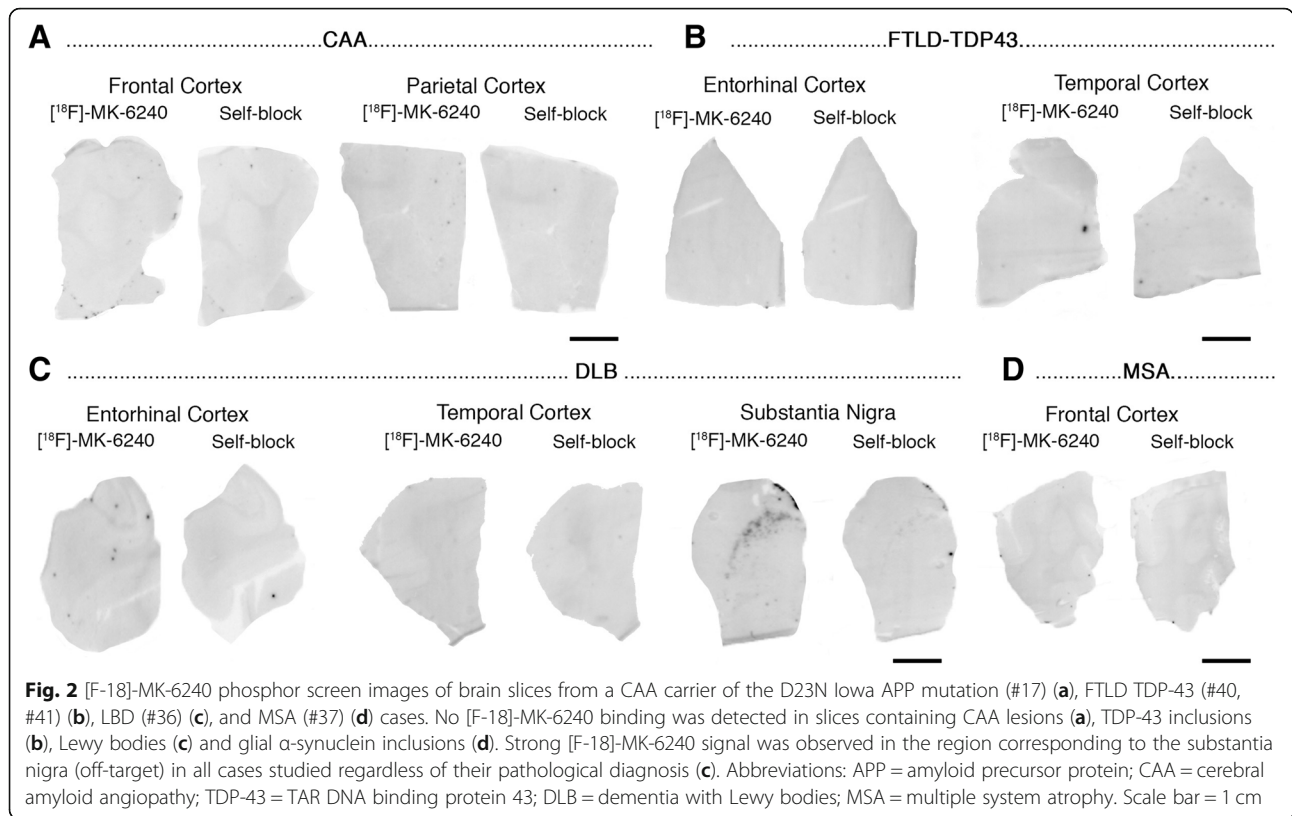 A ................CAA................ B ................FTLD-TDP43................
Frontal Cortex Parietal Cortex Entorhinal Cortex Temporal Cortex
[¹⁸F]-MK-6240 Self-block [¹⁸F]-MK-6240 Self-block [¹⁸F]-MK-6240 Self-block [¹⁸F]-MK-6240 Self-block
C ................DLB................ D ................MSA................
Entorhinal Cortex Temporal Cortex Substantia Nigra Frontal Cortex
[¹⁸F]-MK-6240 Self-block [¹⁸F]-MK-6240 Self-block [¹⁸F]-MK-6240 Self-block [¹⁸F]-MK-6240 Self-block
Fig. 2 [F-18]-MK-6240 phosphor screen images of brain slices from a CAA carrier of the D23N Iowa APP mutation (#17) (a), FTLD TDP-43 (#40,
#41) (b), LBD (#36) (c), and MSA (#37) (d) cases. No [F-18]-MK-6240 binding was detected in slices containing CAA lesions (a), TDP-43 inclusions
(b), Lewy bodies (c) and glial α-synuclein inclusions (d). Strong [F-18]-MK-6240 signal was observed in the region corresponding to the substantia
nigra (off-target) in all cases studied regardless of their pathological diagnosis (c). Abbreviations: APP = amyloid precursor protein; CAA = cerebral
amyloid angiopathy; TDP-43 = TAR DNA binding protein 43; DLB = dementia with Lewy bodies; MSA = multiple system atrophy. Scale bar = 1 cm